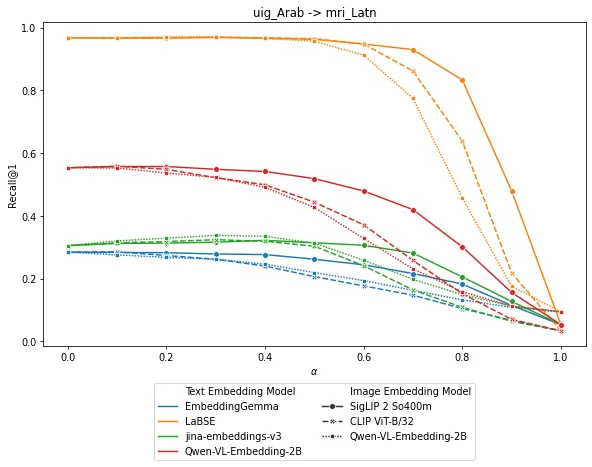 uig_Arab -> mri_Latn
Recall@1
1.0
0.8
0.6
0.4
0.2
0.0
0.0 0.2 0.4 0.6 0.8 1.0
α
Text Embedding Model
EmbeddingGemma
LaBSE
jina-embeddings-v3
Qwen-VL-Embedding-2B
Image Embedding Model
SigLIP 2 So400m
CLIP ViT-B/32
Qwen-VL-Embedding-2B